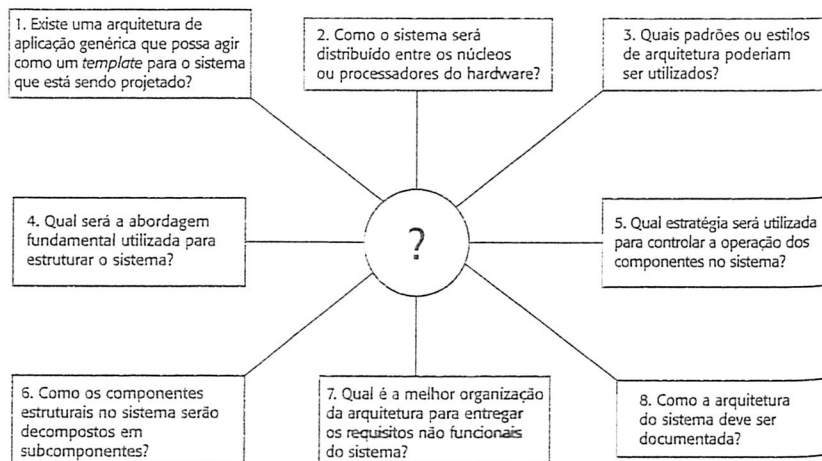 1. Existe uma arquitetura de
aplicação genérica que possa agir
como um template para o sistema
que está sendo projetado?
2. Como o sistema será
distribuído entre os núcleos
ou processadores do hardware?
3. Quais padrões ou estilos
de arquitetura poderiam
ser utilizados?
4. Qual será a abordagem
fundamental utilizada para
estruturar o sistema?
?
5. Qual estratégia será utilizada
para controlar a operação dos
componentes no sistema?
6. Como os componentes
estruturais no sistema serão
decompostos em
subcomponentes?
7. Qual é a melhor organização
da arquitetura para entregar
os requisitos não funcionais
do sistema?
8. Como a arquitetura
do sistema deve ser
documentada?